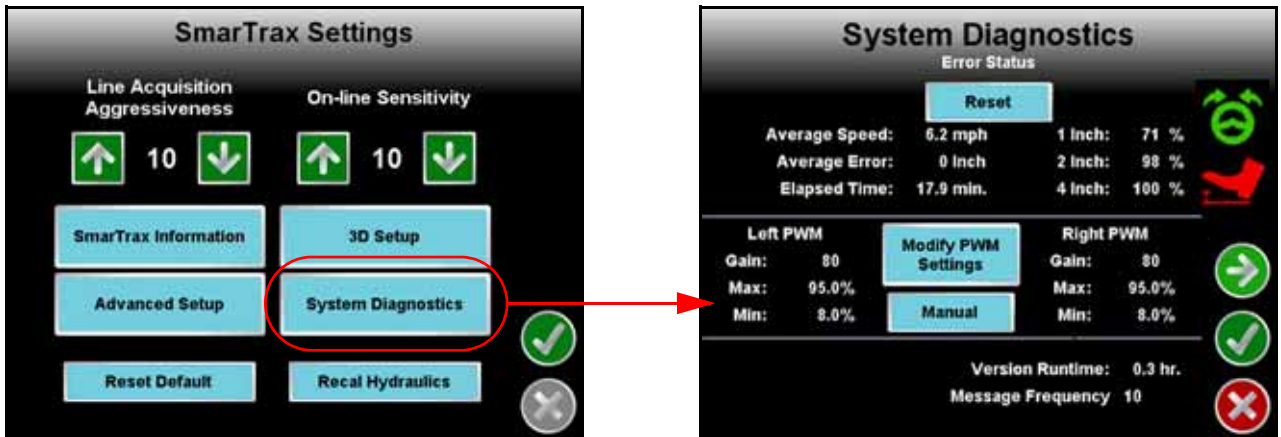 SmarTrax Settings
Line Acquisition
Aggressiveness
On-line Sensitivity
10
10
SmarTrax Information
3D Setup
Advanced Setup
System Diagnostics
Reset Default
Recal Hydraulics
System Diagnostics
Error Status
Reset
Average Speed: 6.2 mph 1 Inch: 71 %
Average Error: 0 Inch 2 Inch: 98 %
Elapsed Time: 17.9 min. 4 Inch: 100 %
Left PWM
Gain: 80
Max: 95.0%
Min: 8.0%
Modify PWM
Settings
Manual
Right PWM
Gain: 80
Max: 95.0%
Min: 8.0%
Version Runtime: 0.3 hr.
Message Frequency 10